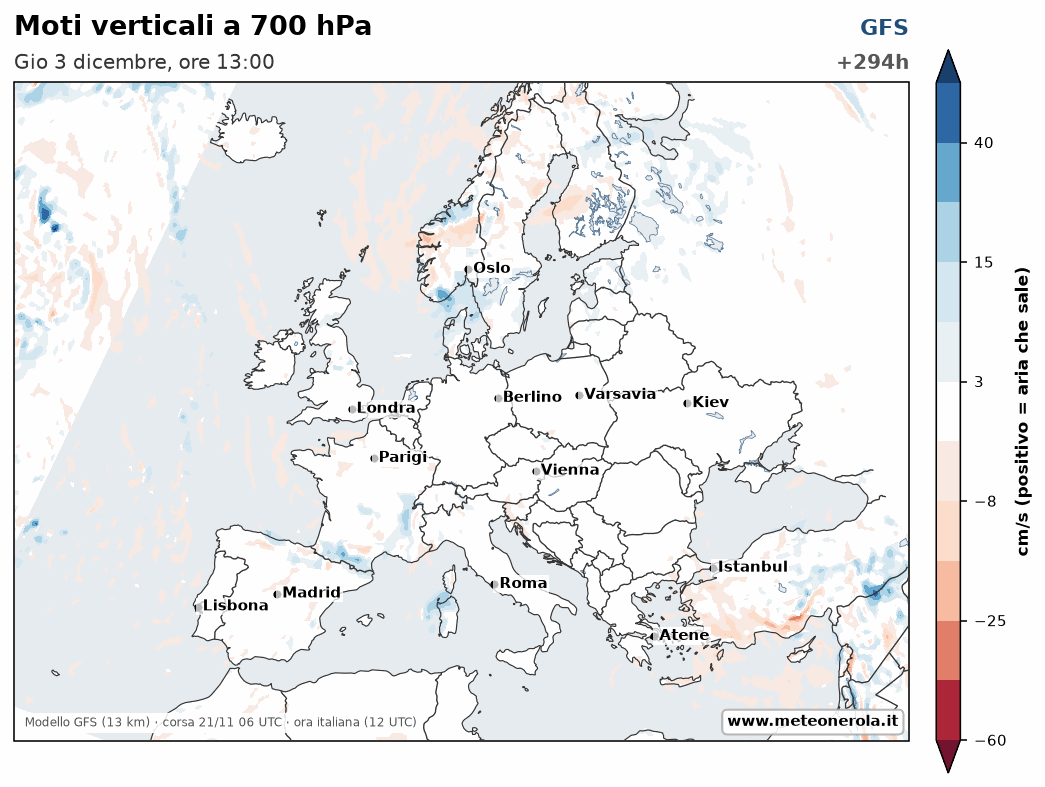 Moti verticali a 700 hPa
GFS
Gio 3 dicembre, ore 13:00
+294h
Oslo
Londra
Berlino
Varsavia
Kiev
Parigi
Vienna
Istanbul
Roma
Madrid
Lisbona
Atene
40
15
3
−8
−25
−60
cm/s (positivo = aria che sale)
Modello GFS (13 km) · corsa 21/11 06 UTC · ora italiana (12 UTC)
www.meteonerola.it